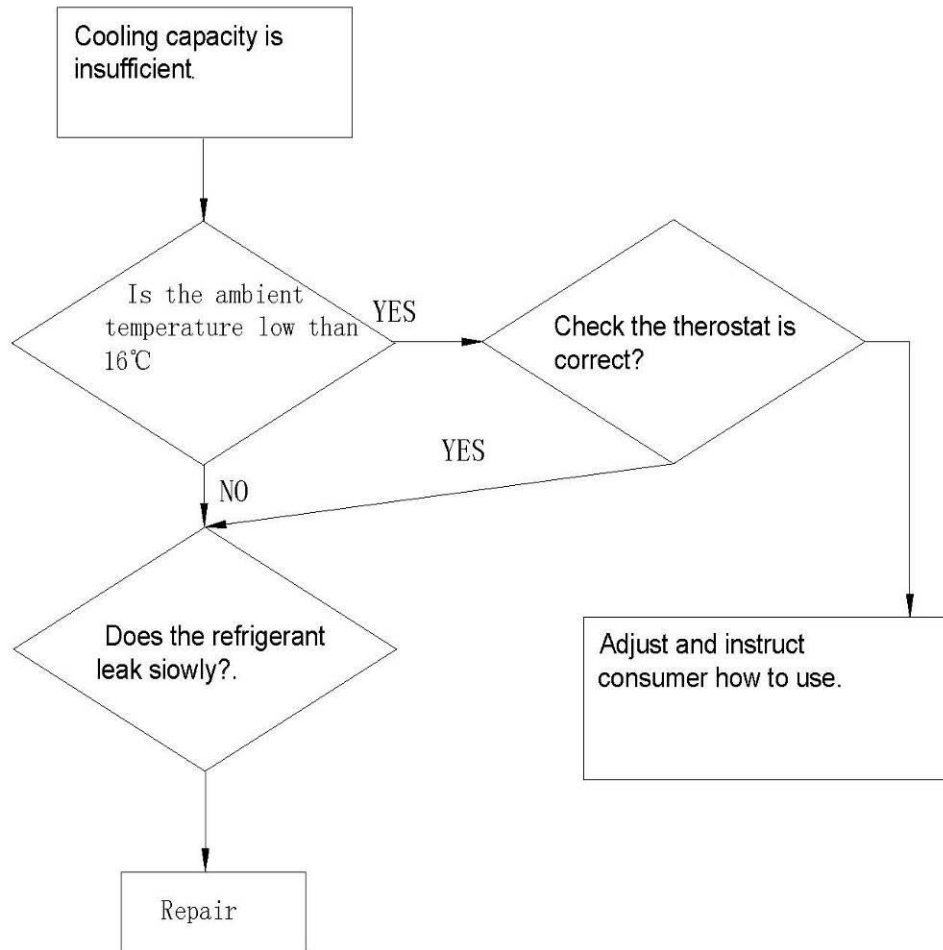 Cooling capacity is
insufficient.
Is the ambient
temperature low than
16℃
YES
Check the therostat is
correct?
YES
NO
Does the refrigerant
leak siowly?.
Adjust and instruct
consumer how to use.
Repair